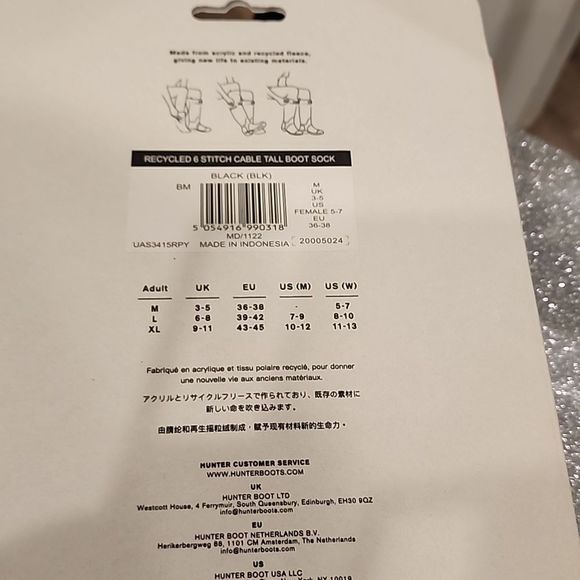 Made from acrylic and recycled fleece,
giving new life to existing materials.
RECYCLED 6 STITCH CABLE TALL BOOT SOCK
BLACK (BLK)
BM
M
UK
3-5
US
FEMALE 5-7
EU
36-38
5 054916 990318
MD/1122
UAS3415RPY MADE IN INDONESIA 20005024
Adult UK EU US (M) US (W)
M 3-5 36-38 - 5-7
L 6-8 39-42 7-9 8-10
XL 9-11 43-45 10-12 11-13
Fabriqué en acrylique et tissu polaire recyclé, pour donner
une nouvelle vie aux anciens matériaux.
アクリルとリサイクルフリースで作られており、既存の素材に
新しい命を吹き込みます。
由腈纶和再生摇粒绒制成，赋予现有材料新的生命力。
HUNTER CUSTOMER SERVICE
WWW.HUNTERBOOTS.COM
UK
HUNTER BOOT LTD
Westcott House, 4 Ferrymuir, South Queensbury, Edinburgh, EH30 9QZ
info@hunterboots.com
EU
HUNTER BOOT NETHERLANDS B.V.
Herikerbergweg 88, 1101 CM Amsterdam, The Netherlands
info@hunterboots.com
US
HUNTER BOOT USA LLC
New York, NY 10019